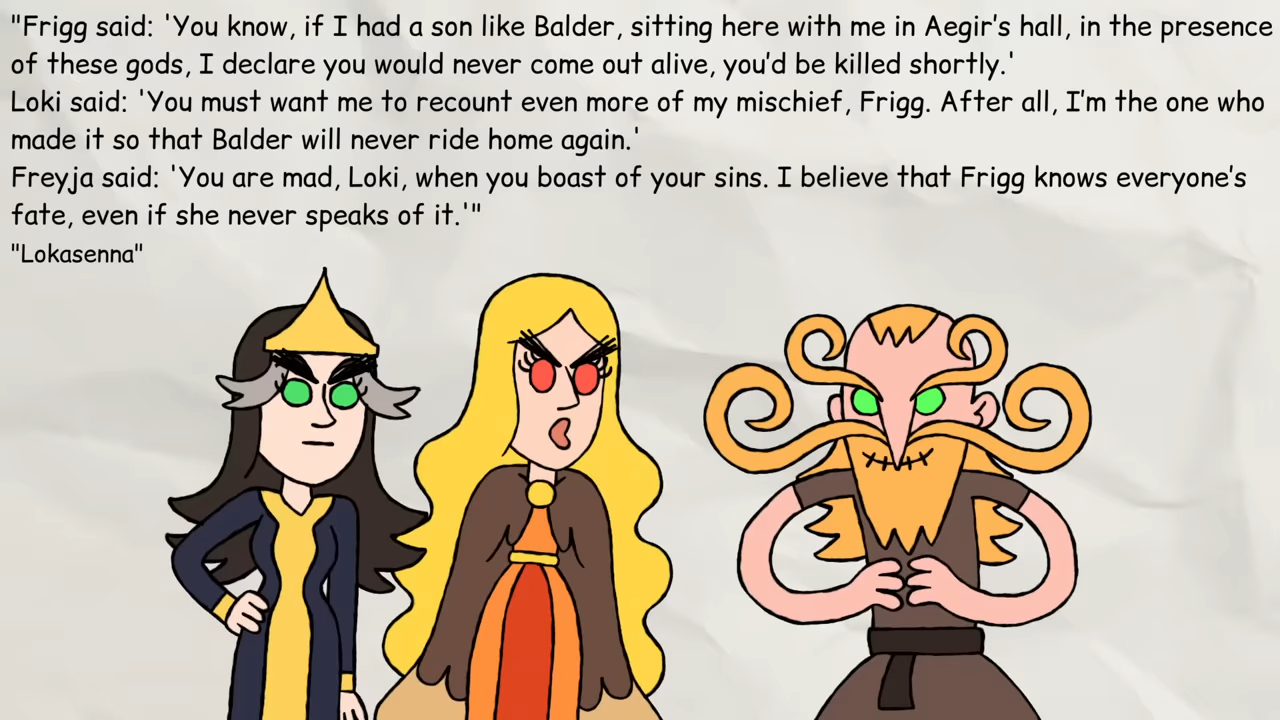 "Frigg said: 'You know, if I had a son like Balder, sitting here with me in Aegir's hall, in the presence
of these gods, I declare you would never come out alive, you'd be killed shortly.'
Loki said: 'You must want me to recount even more of my mischief, Frigg. After all, I'm the one who
made it so that Balder will never ride home again.'
Freyja said: 'You are mad, Loki, when you boast of your sins. I believe that Frigg knows everyone's
fate, even if she never speaks of it.'"
"Lokasenna"